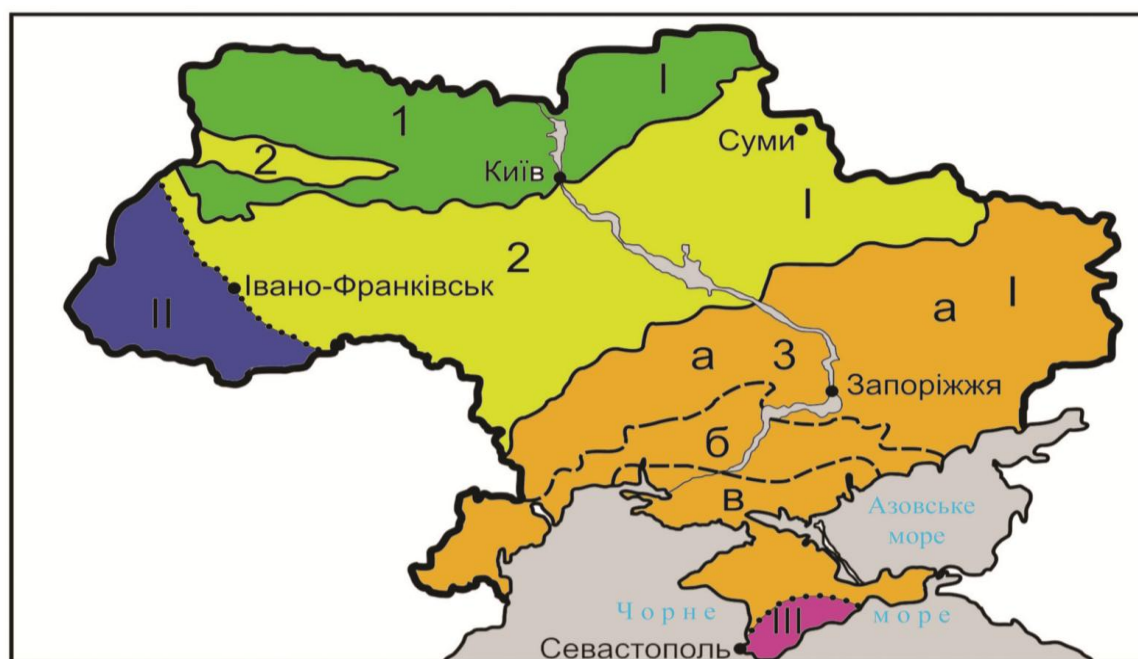 I
1
Суми
2
Київ
I
2
Івано-Франківськ
II
а
I
а
3
Запоріжжя
б
в
Азовське
море
Чорне море
III
Севастополь